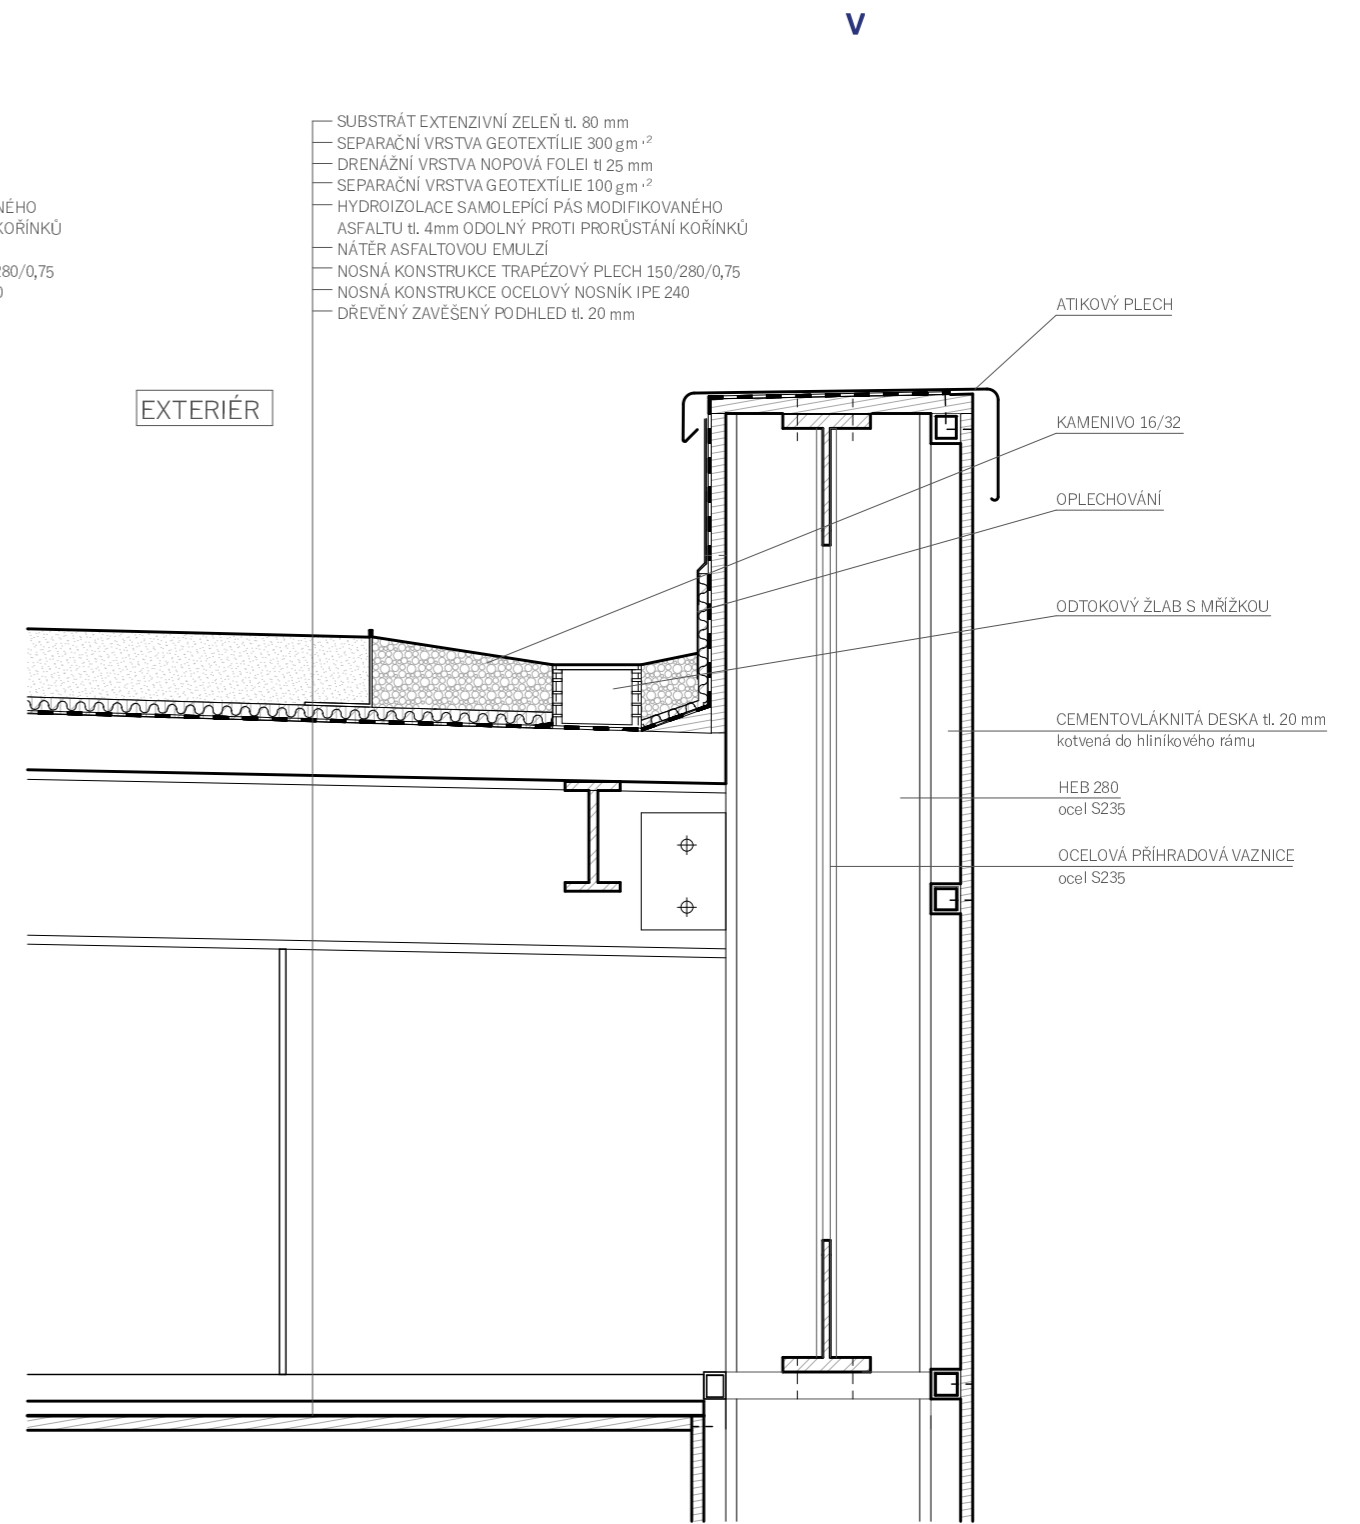 V
SUBSTRÁT EXTENZIVNÍ ZELEŇ tl. 80 mm
SEPARAČNÍ VRSTVA GEOTEXTÍLIE 300 gm⁻²
DRENÁŽNÍ VRSTVA NOPOVÁ FOLEI tl 25 mm
SEPARAČNÍ VRSTVA GEOTEXTÍLIE 100 gm⁻²
HYDROIZOLACE SAMOLEPÍCÍ PÁS MODIFIKOVANÉHO
ASFALTU tl. 4mm ODOLNÝ PROTI PRORŮSTÁNÍ KOŘÍNKŮ
NÁTĚR ASFALTOVOU EMULZÍ
NOSNÁ KONSTRUKCE TRAPÉZOVÝ PLECH 150/280/0,75
NOSNÁ KONSTRUKCE OCELOVÝ NOSNÍK IPE 240
DŘEVĚNÝ ZAVĚŠENÝ PODHLED tl. 20 mm
NÉHO
KOŘÍNKŮ
280/0,75
0
EXTERIÉR
ATIKOVÝ PLECH
KAMENIVO 16/32
OPLECHOVÁNÍ
ODTOKOVÝ ŽLAB S MŘÍŽKOU
CEMENTOVLÁKNITÁ DESKA tl. 20 mm
kotvená do hliníkového rámu
HEB 280
ocel S235
OCELOVÁ PŘÍHRADOVÁ VAZNICE
ocel S235